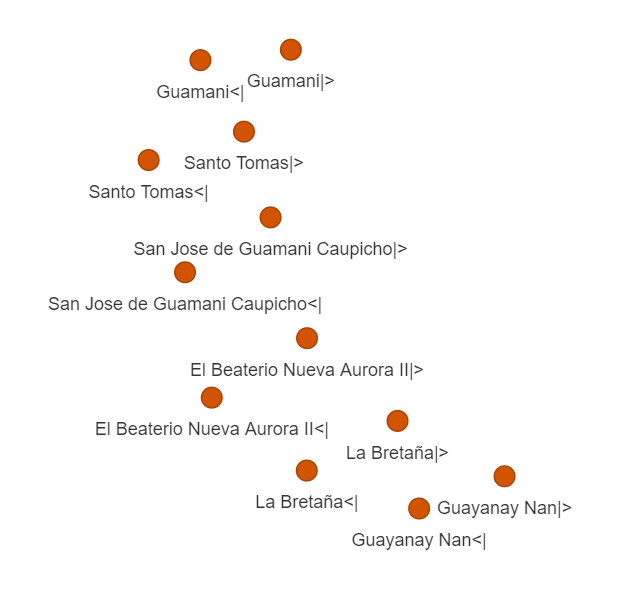 Guamani|>
Guamani<|
Santo Tomas|>
Santo Tomas<|
San Jose de Guamani Caupicho|>
San Jose de Guamani Caupicho<|
El Beaterio Nueva Aurora II|>
El Beaterio Nueva Aurora II<|
La Bretaña|>
La Bretaña<|
Guayanay Nan|>
Guayanay Nan<|